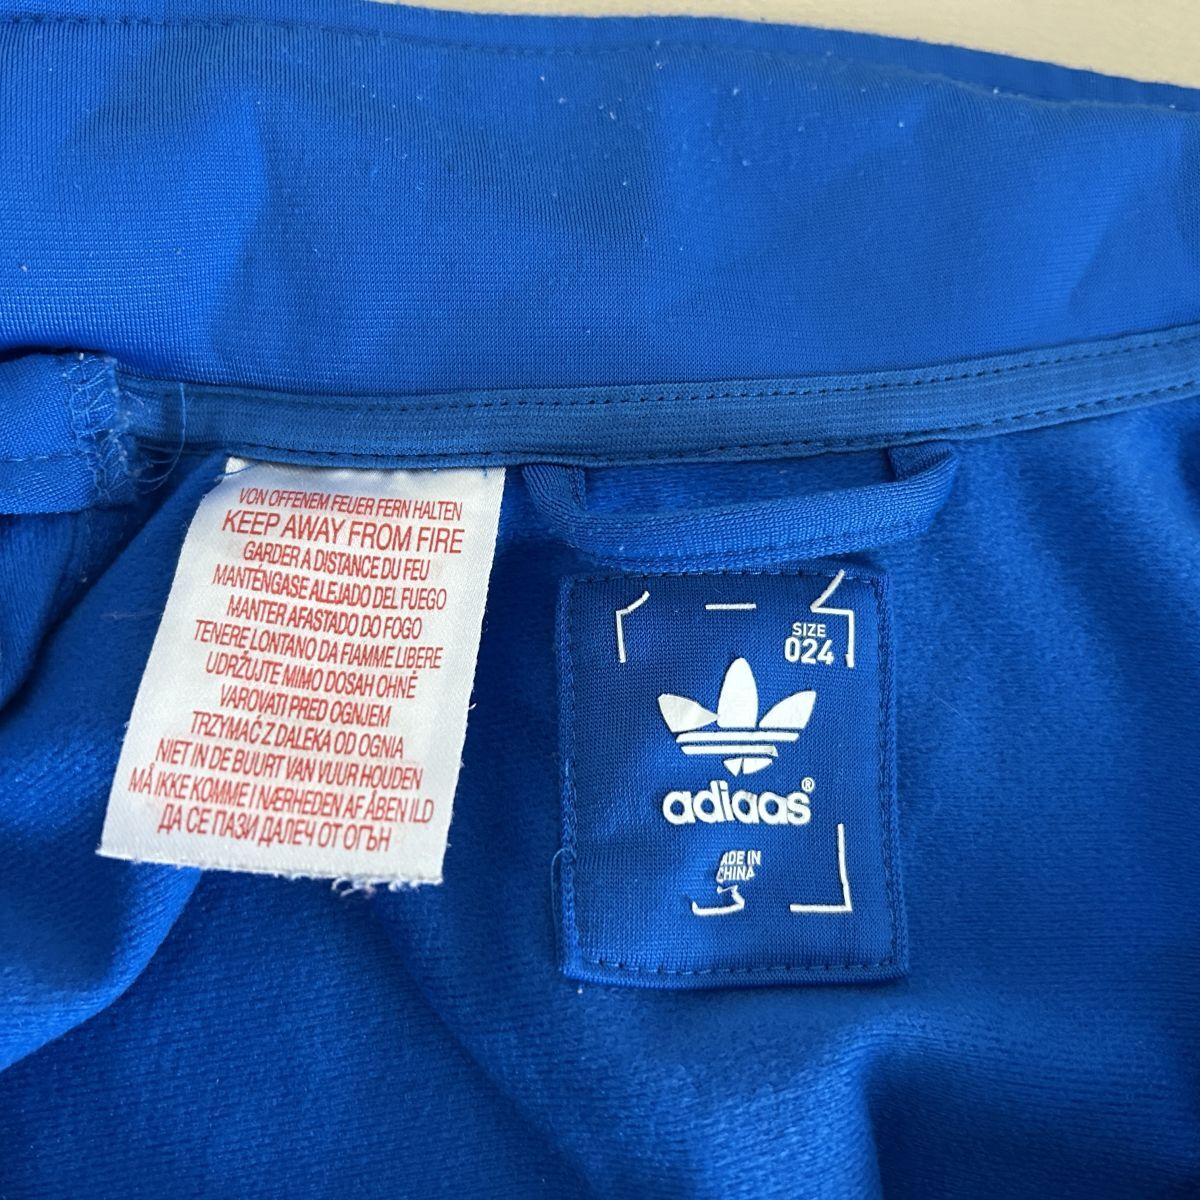 VON OFFENEM FEUER FERN HALTEN
KEEP AWAY FROM FIRE
GARDER A DISTANCE DU FEU
MANTÉNGASE ALEJADO DEL FUEGO
MANTER AFASTADO DO FOGO
TENERE LONTANO DA FIAMME LIBERE
UDRŽUJTE MIMO DOSAH OHNĚ
VAROVATI PRED OGNJEM
TRZYMAĆ Z DALEKA OD OGNIA
NIET IN DE BUURT VAN VUUR HOUDEN
MÅ IKKE KOMME I NÆRHEDEN AF ÅBEN ILD
ДА СЕ ПАЗИ ДАЛЕЧ ОТ ОГЪН
SIZE
024
adidas®
ADE IN
CHINA